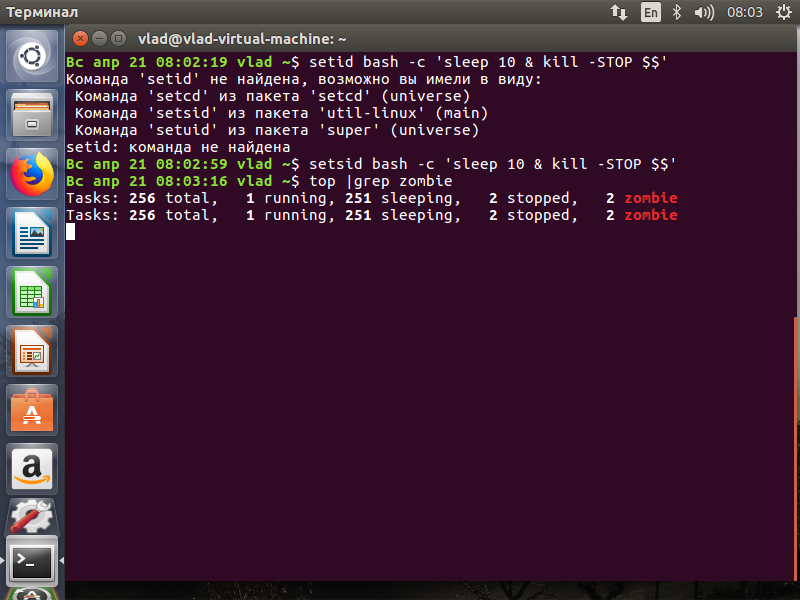 Терминал
En
08:03
vlad@vlad-virtual-machine: ~
Вс апр 21 08:02:19 vlad ~$ setid bash -c 'sleep 10 & kill -STOP $$'
Команда 'setid' не найдена, возможно вы имели в виду:
Команда 'setcd' из пакета 'setcd' (universe)
Команда 'setsid' из пакета 'util-linux' (main)
Команда 'setuid' из пакета 'super' (universe)
setid: команда не найдена
Вс апр 21 08:02:59 vlad ~$ setsid bash -c 'sleep 10 & kill -STOP $$'
Вс апр 21 08:03:16 vlad ~$ top |grep zombie
Tasks: 256 total,   1 running, 251 sleeping,   2 stopped,   2 zombie
Tasks: 256 total,   1 running, 251 sleeping,   2 stopped,   2 zombie